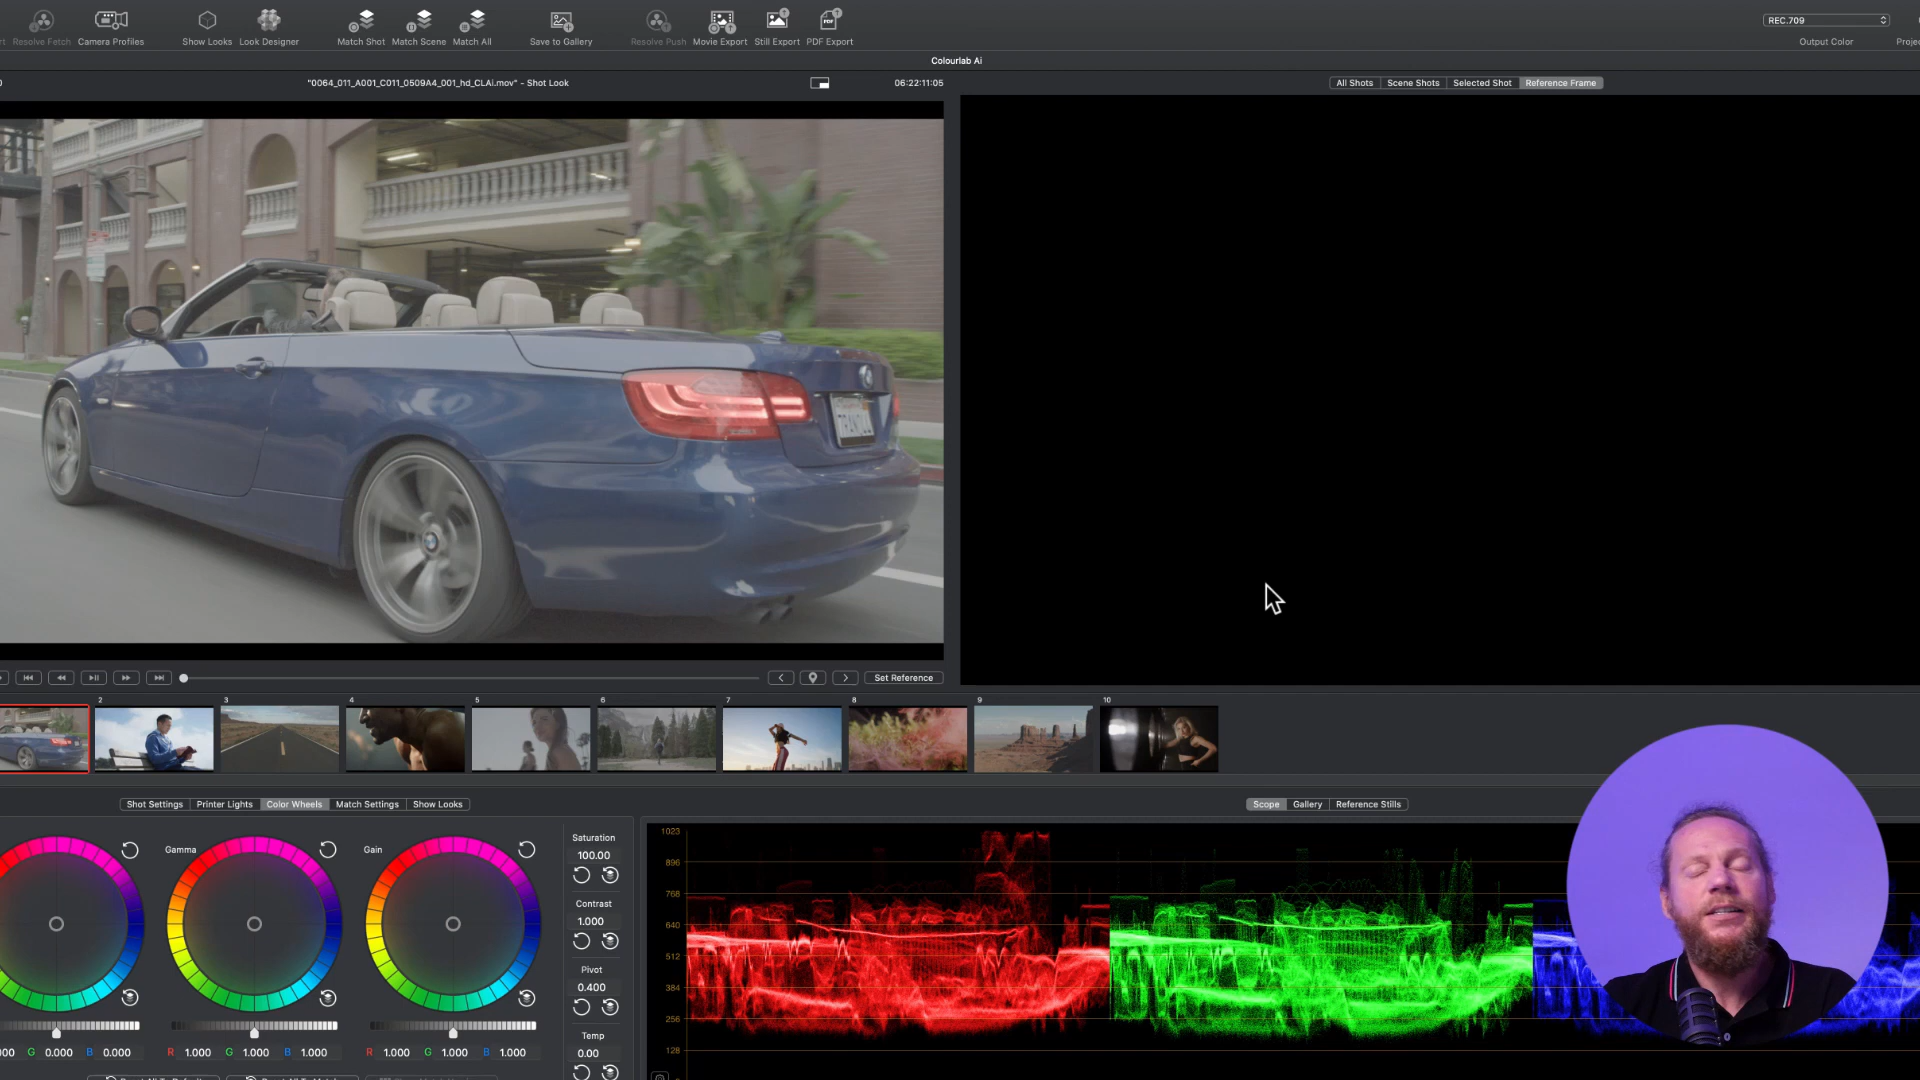 Resolve Fetch Camera Profiles Show Looks Look Designer Match Shot Match Scene Match All Save to Gallery Resolve Push Movie Export Still Export PDF Export
REC.709
Output Color
Colourlab Ai
"0064_011_A001_C011_0509A4_001_hd_CLAi.mov" - Shot Look
06:22:11:05
All Shots Scene Shots Selected Shot Reference Frame
Set Reference
2 3 4 5 6 7 8 9 10
Shot Settings Printer Lights Color Wheels Match Settings Show Looks
Scope Gallery Reference Stills
Gamma
Gain
Saturation
100.00
Contrast
1.000
Pivot
0.400
Temp
0.00
G 0.000 B 0.000
R 1.000 G 1.000 B 1.000
R 1.000 G 1.000 B 1.000
1023
896
768
640
512
384
256
128